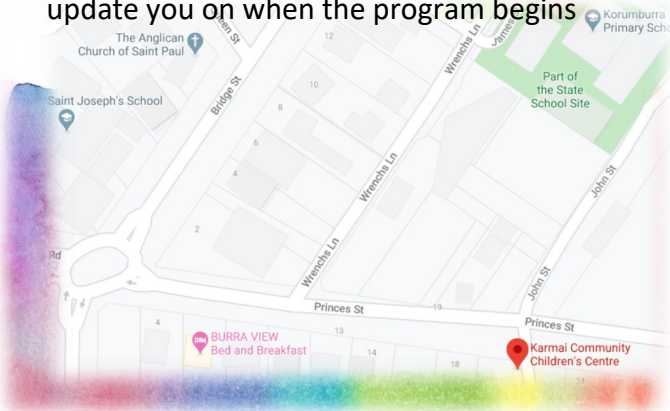 update you on when the program begins
Korumburra
Primary Scho
The Anglican
Church of Saint Paul
een St
12
Wrenchs Ln
James
Part of
the State
School Site
10
Saint Joseph's School
Bridge St
8
6
4
Wrenchs Ln
John St
2
Rd
Wrenchs Ln
John St
Princes St
19
Princes St
4
BURRA VIEW
Bed and Breakfast
13
14
18
Karmai Community
Children's Centre